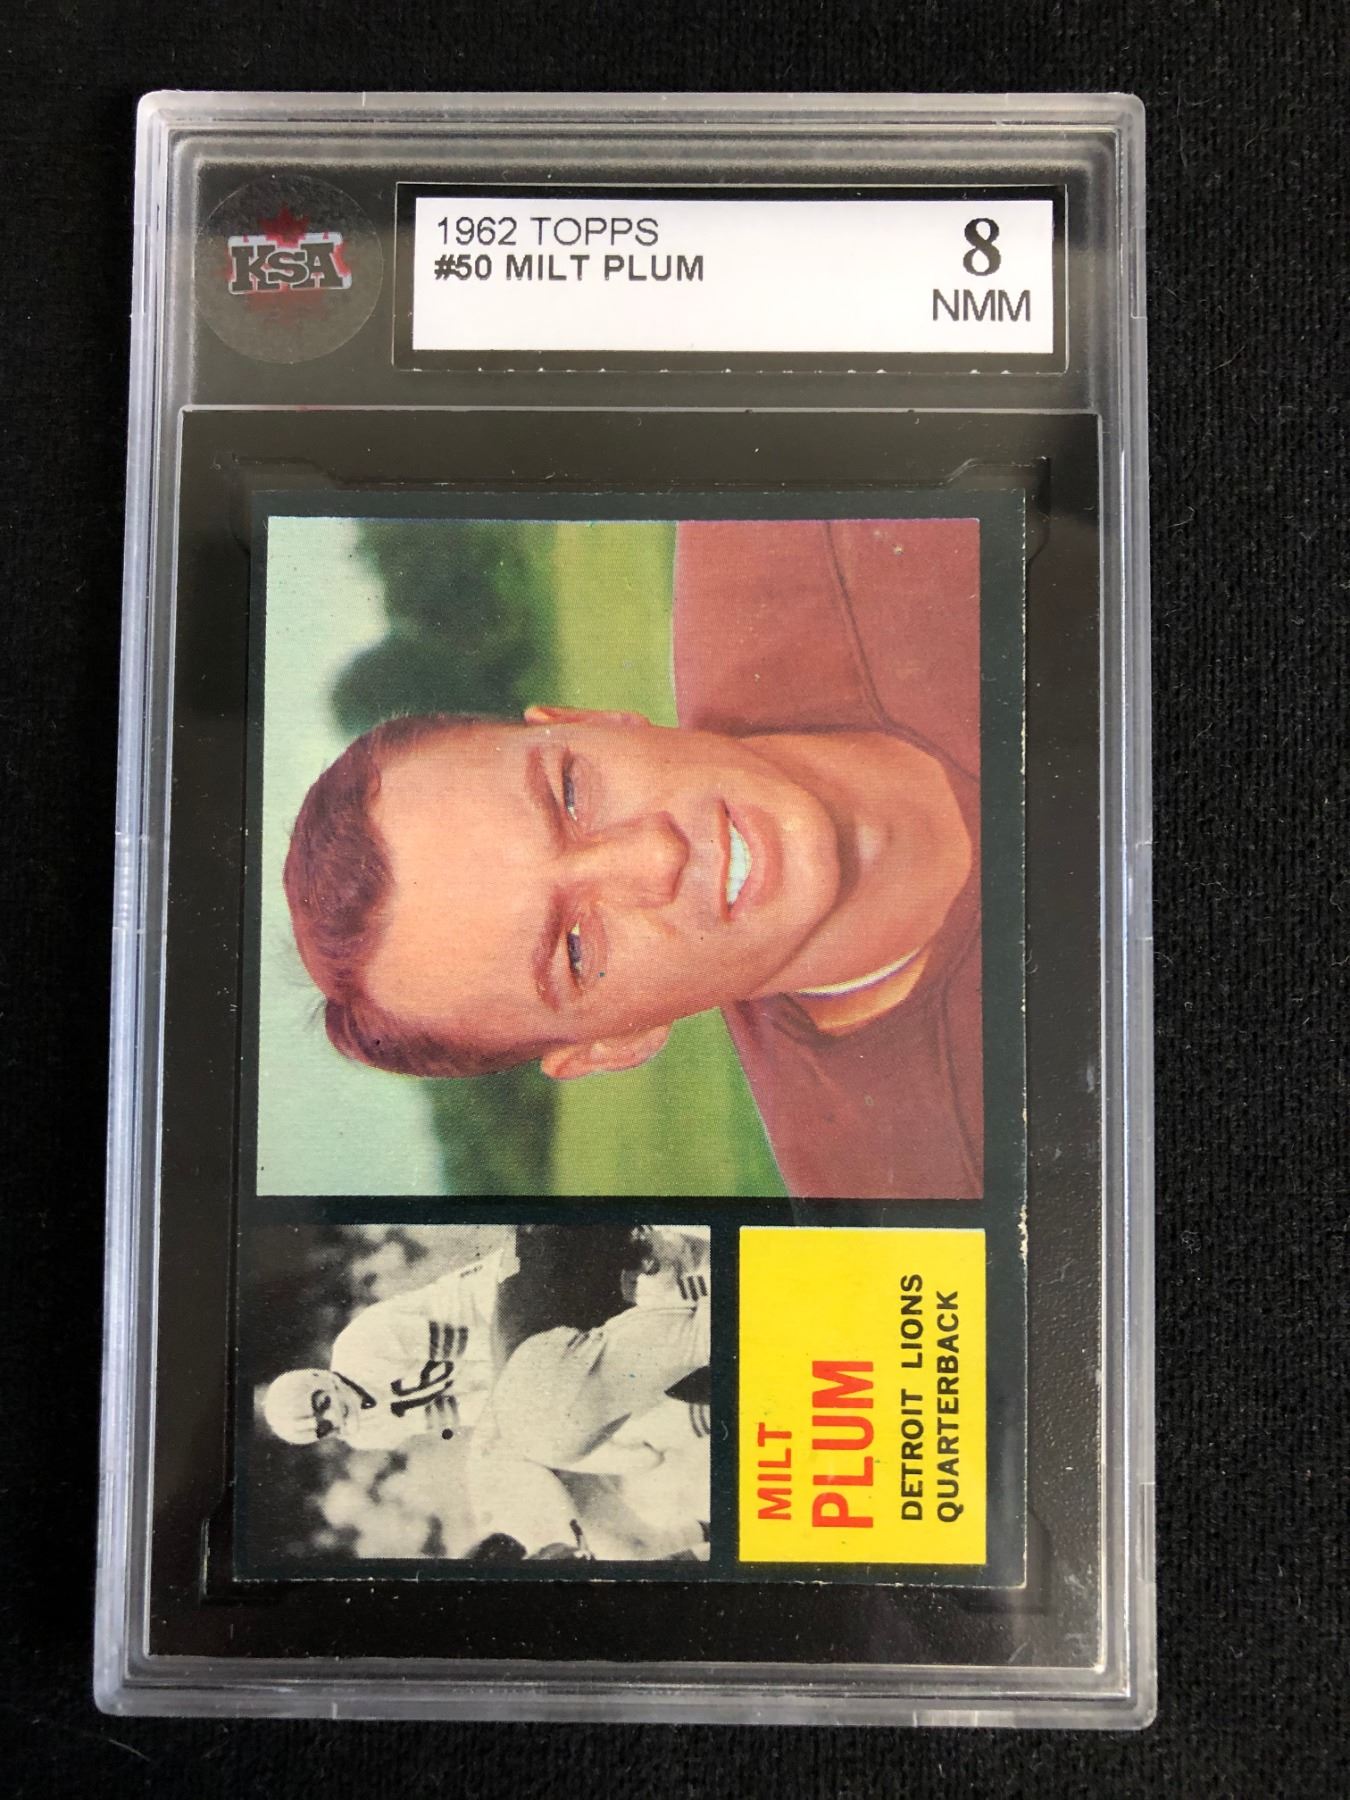 KSA
1962 TOPPS
#50 MILT PLUM
8
NMM
16
MILT
PLUM
DETROIT LIONS
QUARTERBACK